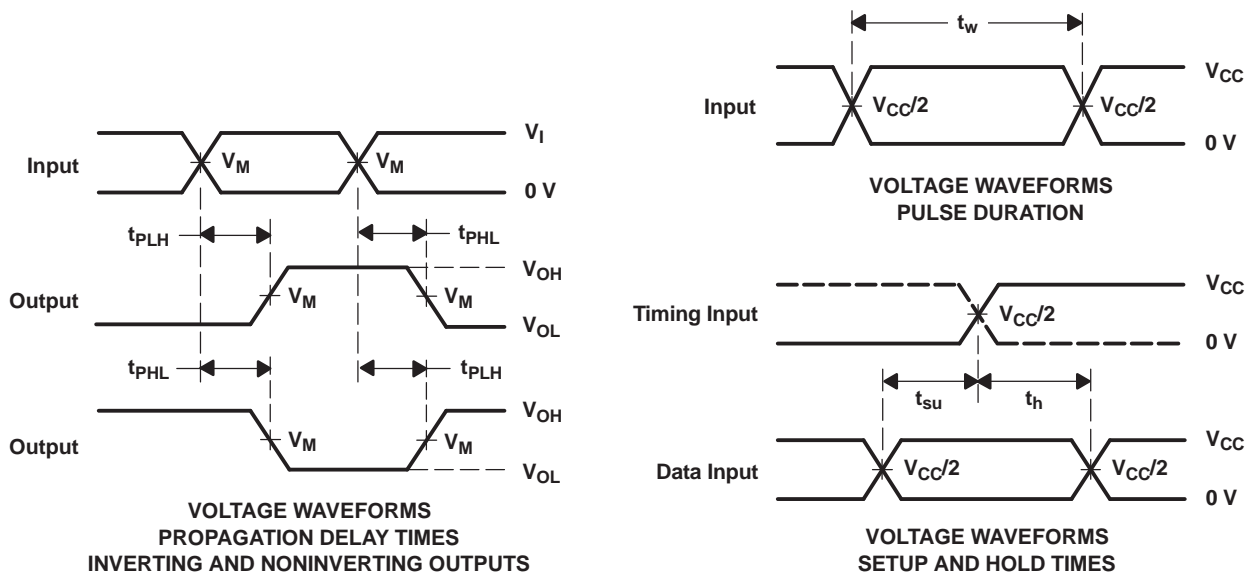 Input
V_I
V_M
V_M
0 V
t_PLH
t_PHL
Output
V_OH
V_M
V_M
V_OL
t_PHL
t_PLH
Output
V_OH
V_M
V_M
V_OL
VOLTAGE WAVEFORMS
PROPAGATION DELAY TIMES
INVERTING AND NONINVERTING OUTPUTS
t_w
Input
V_CC
V_CC/2
V_CC/2
0 V
VOLTAGE WAVEFORMS
PULSE DURATION
Timing Input
V_CC
V_CC/2
0 V
t_su
t_h
Data Input
V_CC
V_CC/2
V_CC/2
0 V
VOLTAGE WAVEFORMS
SETUP AND HOLD TIMES